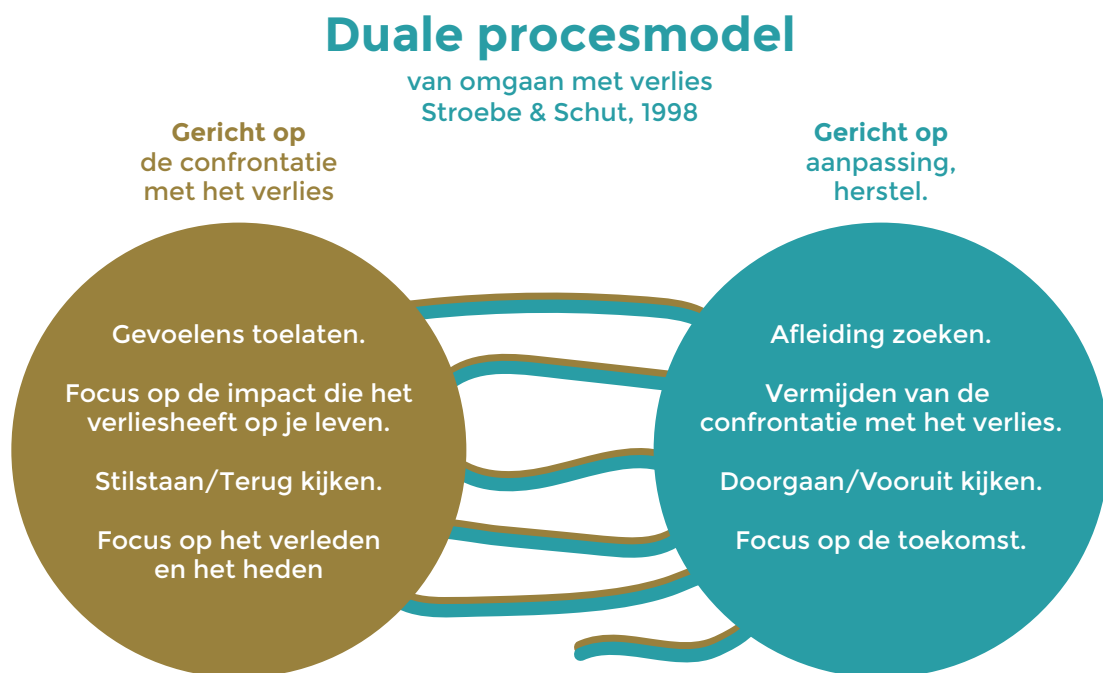 Duale procesmodel
van omgaan met verlies
Stroebe & Schut, 1998
Gericht op
de confrontatie
met het verlies
Gericht op
aanpassing,
herstel.
Gevoelens toelaten.
Focus op de impact die het
verliesheeft op je leven.
Stilstaan/Terug kijken.
Focus op het verleden
en het heden
Afleiding zoeken.
Vermijden van de
confrontatie met het verlies.
Doorgaan/Vooruit kijken.
Focus op de toekomst.